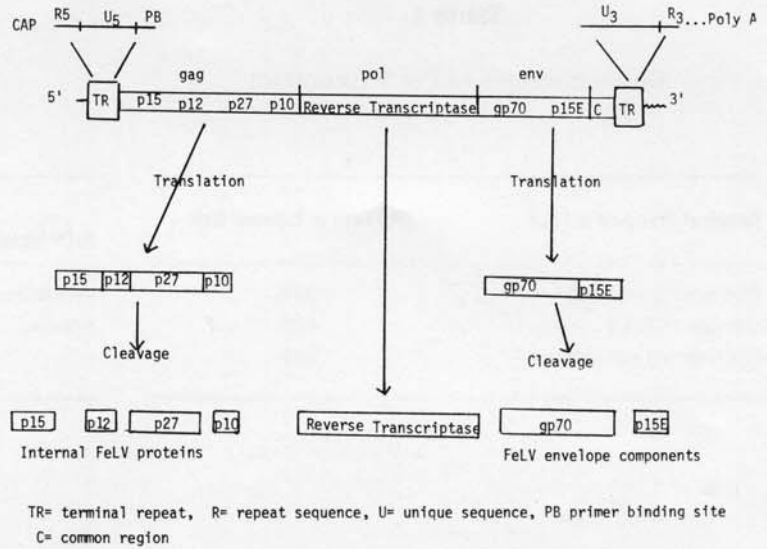 CAP R5 U5 PB U3 R3...Poly A
gag pol env
5' TR p15 p12 p27 p10 Reverse Transcriptase gp70 p15E C TR 3'
Translation Translation
p15 p12 p27 p10 gp70 p15E
Cleavage Cleavage
p15 p12 p27 p10 Reverse Transcriptase gp70 p15E
Internal FeLV proteins FeLV envelope components
TR= terminal repeat, R= repeat sequence, U= unique sequence, PB primer binding site
C= common region